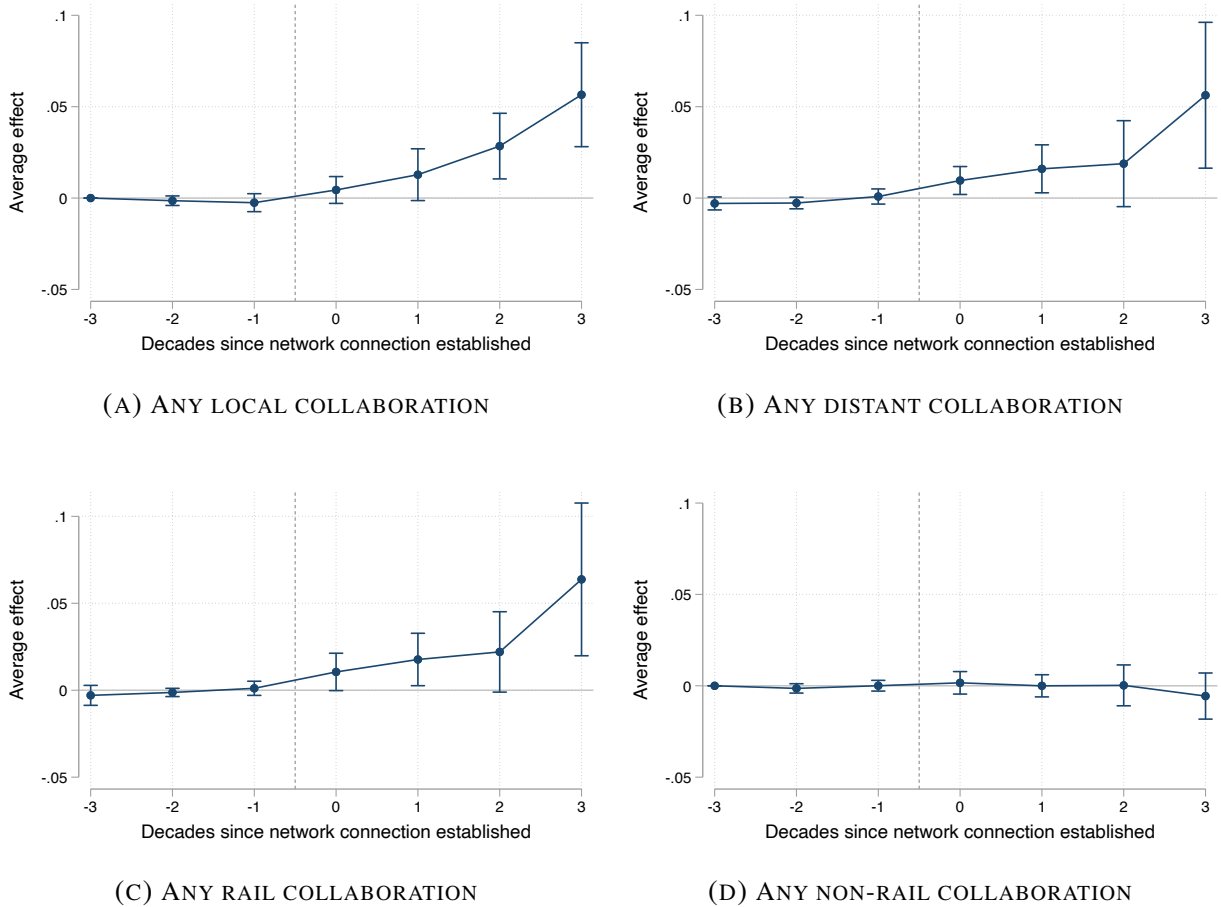 .1
.05
0
-.05
Average effect
-3 -2 -1 0 1 2 3
Decades since network connection established
(A) ANY LOCAL COLLABORATION
.1
.05
0
-.05
Average effect
-3 -2 -1 0 1 2 3
Decades since network connection established
(B) ANY DISTANT COLLABORATION
.1
.05
0
-.05
Average effect
-3 -2 -1 0 1 2 3
Decades since network connection established
(C) ANY RAIL COLLABORATION
.1
.05
0
-.05
Average effect
-3 -2 -1 0 1 2 3
Decades since network connection established
(D) ANY NON-RAIL COLLABORATION